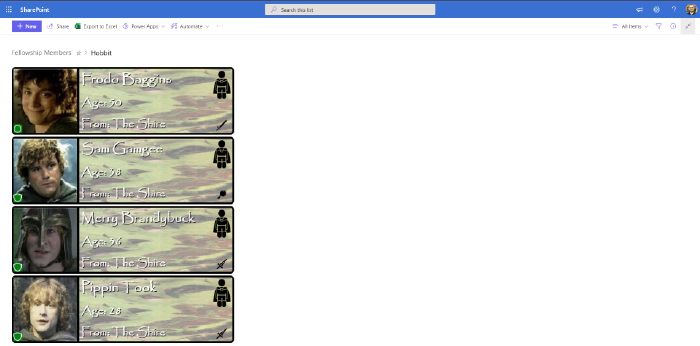 SharePoint
Search this list
?
+ New
Share
Export to Excel
Power Apps
Automate
···
All Items
Fellowship Members > Hobbit
Frodo Baggins
Age: 50
From: The Shire
Sam Gamgee
Age: 38
From: The Shire
Merry Brandybuck
Age: 36
From: The Shire
Pippin Took
Age: 28
From: The Shire